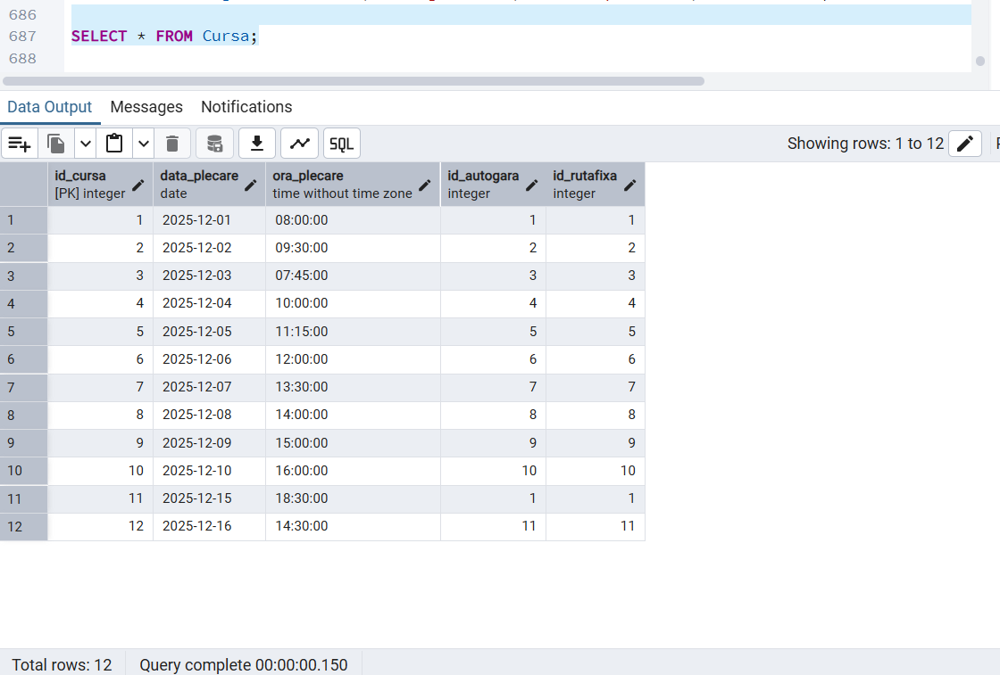 686
687 SELECT * FROM Cursa;
688
Data Output Messages Notifications
SQL Showing rows: 1 to 12
id_cursa data_plecare ora_plecare id_autogara id_rutafixa
[PK] integer date time without time zone integer integer
1 1 2025-12-01 08:00:00 1 1
2 2 2025-12-02 09:30:00 2 2
3 3 2025-12-03 07:45:00 3 3
4 4 2025-12-04 10:00:00 4 4
5 5 2025-12-05 11:15:00 5 5
6 6 2025-12-06 12:00:00 6 6
7 7 2025-12-07 13:30:00 7 7
8 8 2025-12-08 14:00:00 8 8
9 9 2025-12-09 15:00:00 9 9
10 10 2025-12-10 16:00:00 10 10
11 11 2025-12-15 18:30:00 1 1
12 12 2025-12-16 14:30:00 11 11
Total rows: 12 Query complete 00:00:00.150